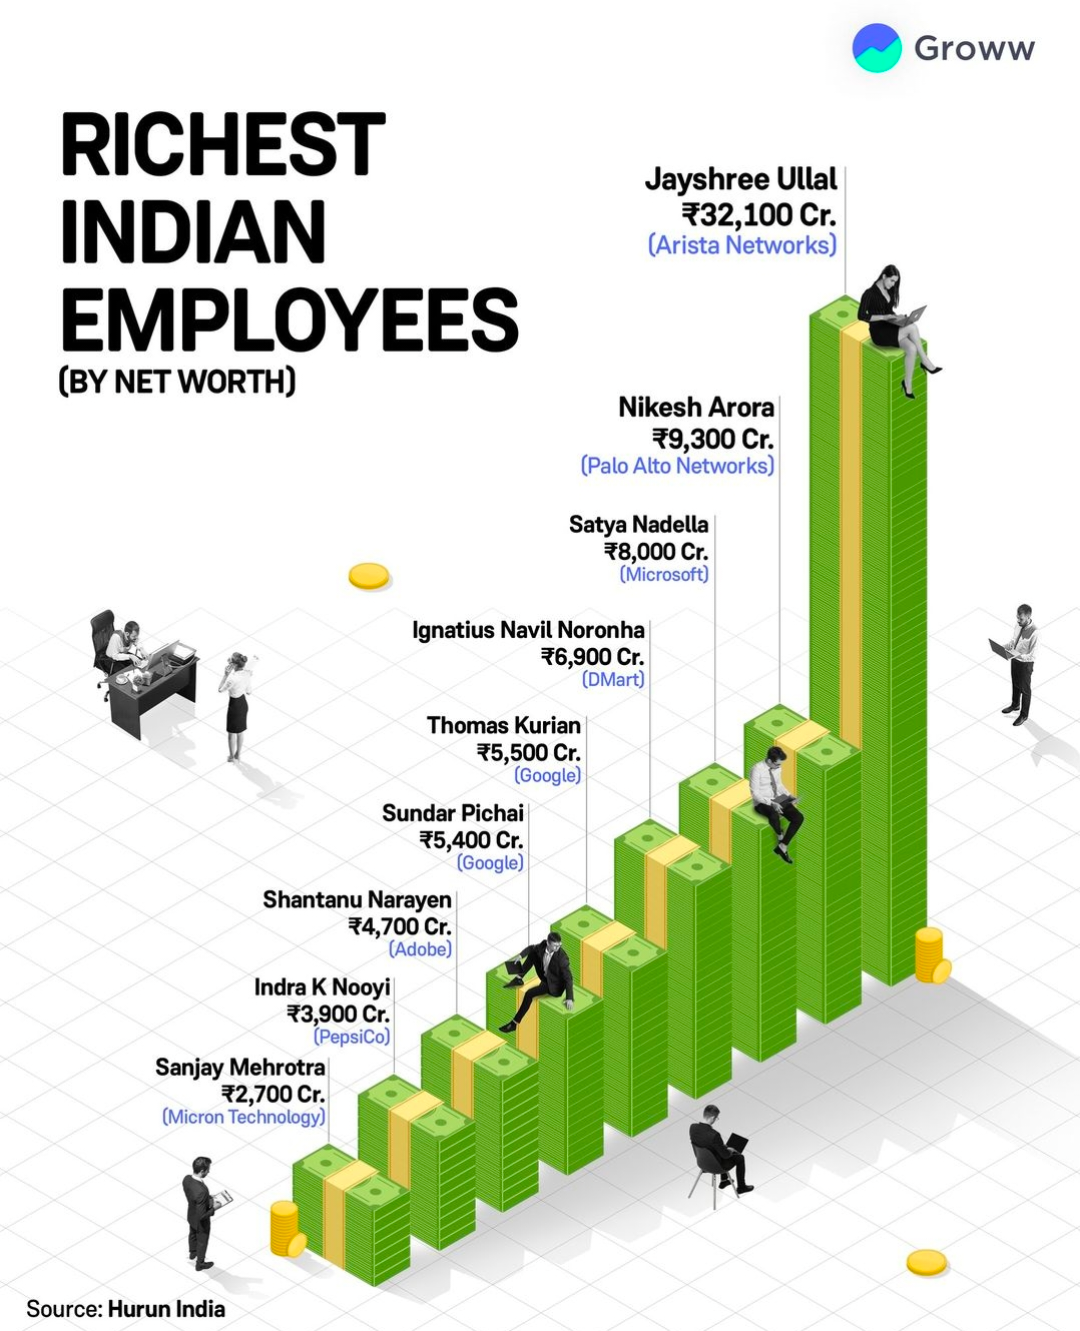 Groww
RICHEST
INDIAN
EMPLOYEES
(BY NET WORTH)
Jayshree Ullal
₹32,100 Cr.
(Arista Networks)
Nikesh Arora
₹9,300 Cr.
(Palo Alto Networks)
Satya Nadella
₹8,000 Cr.
(Microsoft)
Ignatius Navil Noronha
₹6,900 Cr.
(DMart)
Thomas Kurian
₹5,500 Cr.
(Google)
Sundar Pichai
₹5,400 Cr.
(Google)
Shantanu Narayen
₹4,700 Cr.
(Adobe)
Indra K Nooyi
₹3,900 Cr.
(PepsiCo)
Sanjay Mehrotra
₹2,700 Cr.
(Micron Technology)
Source: Hurun India